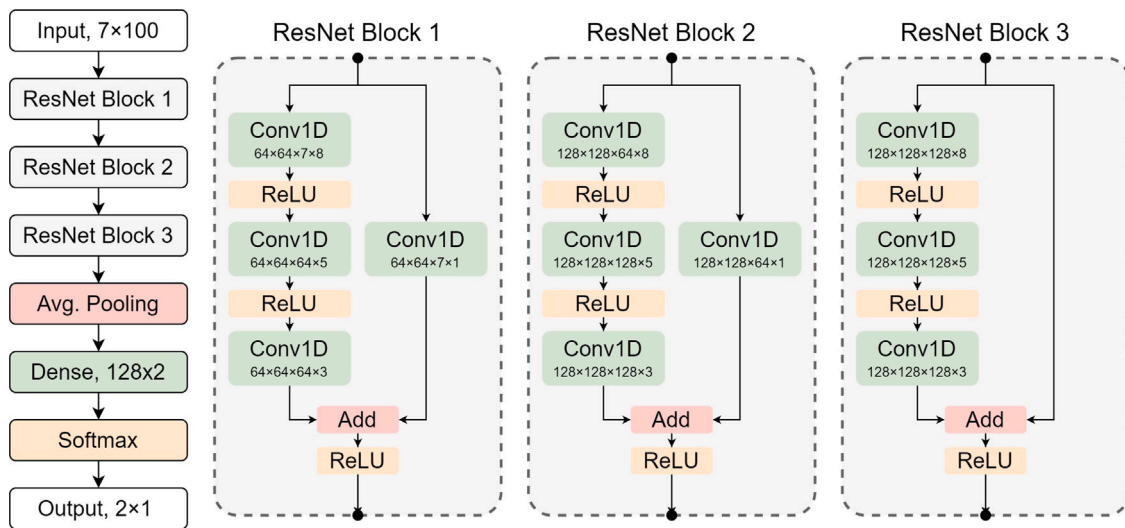 Input, 7×100
ResNet Block 1
ResNet Block 2
ResNet Block 3
Avg. Pooling
Dense, 128x2
Softmax
Output, 2×1
ResNet Block 1
Conv1D
64×64×7×8
ReLU
Conv1D
64×64×64×5
ReLU
Conv1D
64×64×64×3
Conv1D
64×64×7×1
Add
ReLU
ResNet Block 2
Conv1D
128×128×64×8
ReLU
Conv1D
128×128×128×5
ReLU
Conv1D
128×128×128×3
Conv1D
128×128×64×1
Add
ReLU
ResNet Block 3
Conv1D
128×128×128×8
ReLU
Conv1D
128×128×128×5
ReLU
Conv1D
128×128×128×3
Add
ReLU